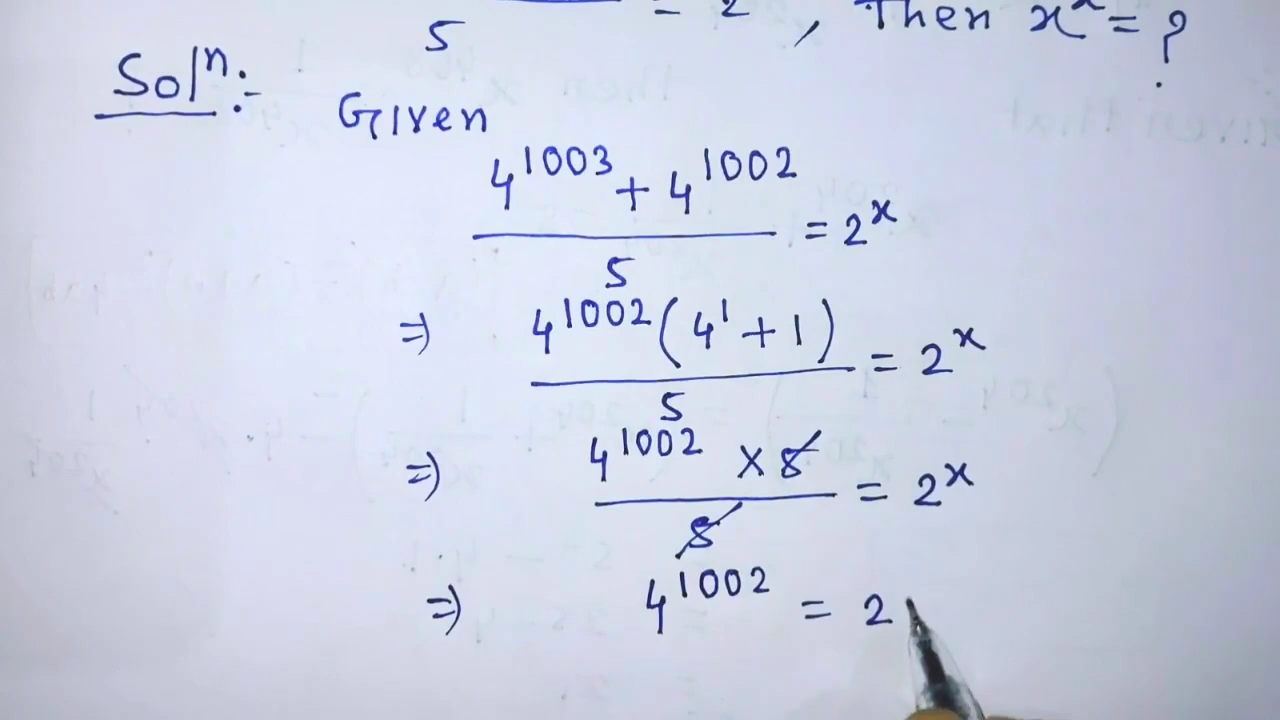 5 = 2 , Then x = ?
Solⁿ:-
Given
4^1003 + 4^1002 / 5 = 2^x
⇒ 4^1002 (4^1 + 1) / 5 = 2^x
⇒ 4^1002 × 5 / 5 = 2^x
⇒ 4^1002 = 2